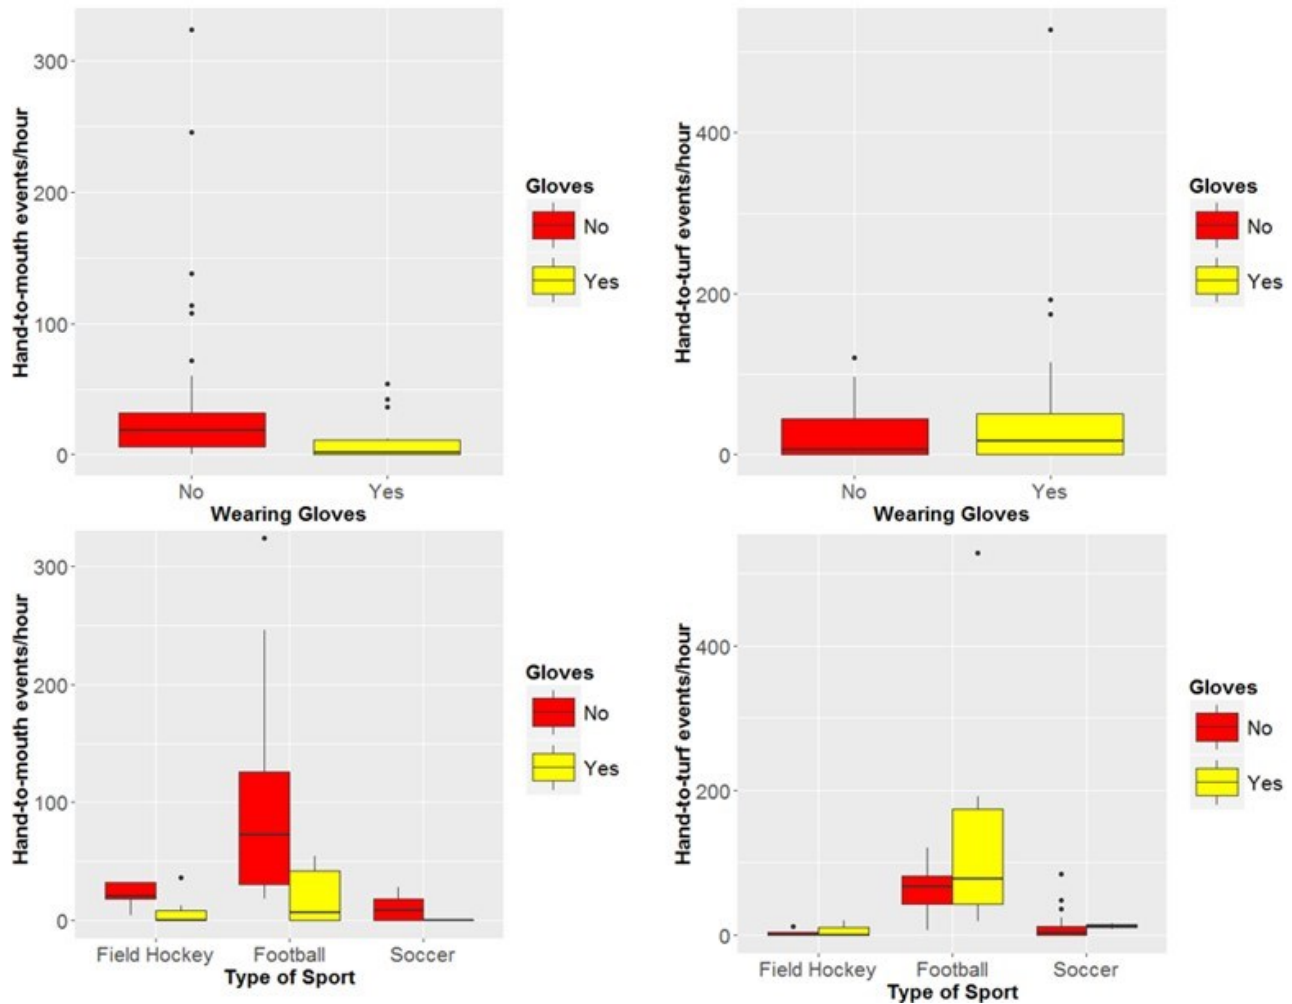 Hand-to-mouth events/hour
300
200
100
0
No
Yes
Wearing Gloves
Gloves
No
Yes
Hand-to-turf events/hour
400
200
0
No
Yes
Wearing Gloves
Gloves
No
Yes
Hand-to-mouth events/hour
300
200
100
0
Field Hockey
Football
Soccer
Type of Sport
Gloves
No
Yes
Hand-to-turf events/hour
400
200
0
Field Hockey
Football
Soccer
Type of Sport
Gloves
No
Yes